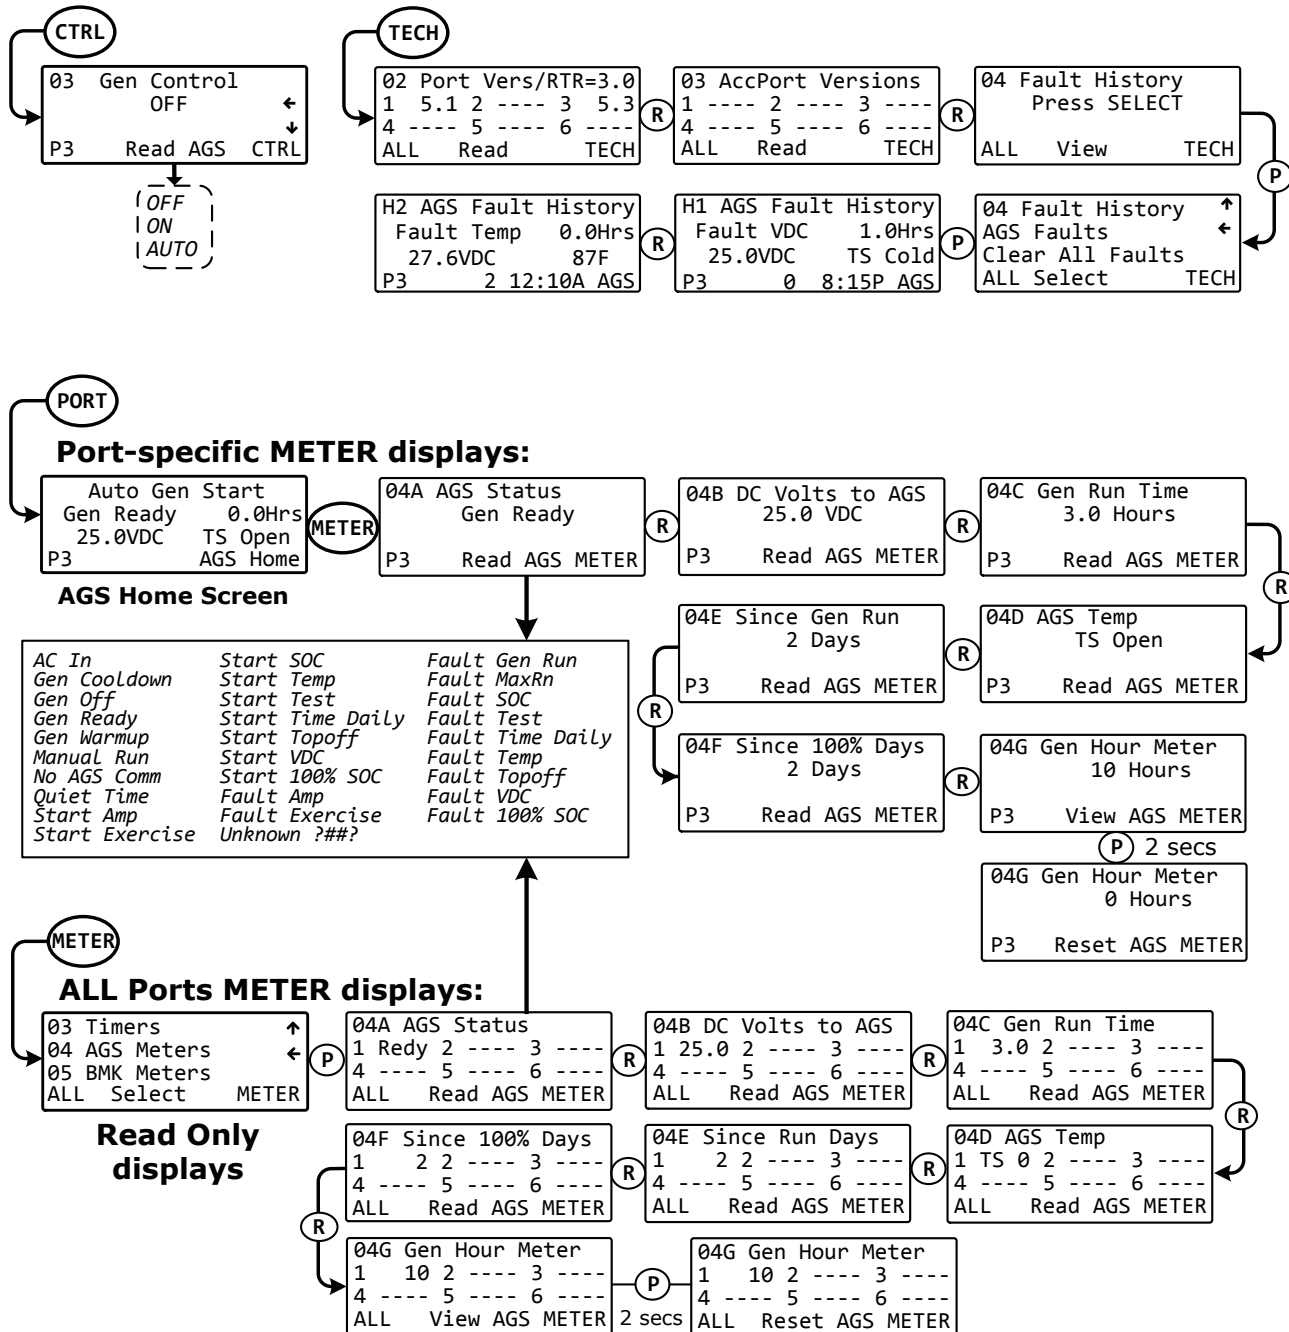 CTRL
03 Gen Control
OFF ←
↓
P3 Read AGS CTRL
OFF
ON
AUTO
TECH
02 Port Vers/RTR=3.0
1 5.1 2 ---- 3 5.3
4 ---- 5 ---- 6 ----
ALL Read TECH
R
03 AccPort Versions
1 ---- 2 ---- 3 ----
4 ---- 5 ---- 6 ----
ALL Read TECH
R
04 Fault History
Press SELECT
ALL View TECH
P
04 Fault History ↑
AGS Faults ←
Clear All Faults
ALL Select TECH
P
H1 AGS Fault History
Fault VDC 1.0Hrs
25.0VDC TS Cold
P3 0 8:15P AGS
R
H2 AGS Fault History
Fault Temp 0.0Hrs
27.6VDC 87F
P3 2 12:10A AGS
PORT
Port-specific METER displays:
Auto Gen Start
Gen Ready 0.0Hrs
25.0VDC TS Open
P3 AGS Home
AGS Home Screen
METER
04A AGS Status
Gen Ready
P3 Read AGS METER
R
04B DC Volts to AGS
25.0 VDC
P3 Read AGS METER
R
04C Gen Run Time
3.0 Hours
P3 Read AGS METER
R
04D AGS Temp
TS Open
P3 Read AGS METER
R
04E Since Gen Run
2 Days
P3 Read AGS METER
R
04F Since 100% Days
2 Days
P3 Read AGS METER
R
04G Gen Hour Meter
10 Hours
P3 View AGS METER
P 2 secs
04G Gen Hour Meter
0 Hours
P3 Reset AGS METER
AC In
Gen Cooldown
Gen Off
Gen Ready
Gen Warmup
Manual Run
No AGS Comm
Quiet Time
Start Amp
Start Exercise
Start SOC
Start Temp
Start Test
Start Time Daily
Start Topoff
Start VDC
Start 100% SOC
Fault Amp
Fault Exercise
Unknown ?##?
Fault Gen Run
Fault MaxRn
Fault SOC
Fault Test
Fault Time Daily
Fault Temp
Fault Topoff
Fault VDC
Fault 100% SOC
METER
ALL Ports METER displays:
03 Timers ↑
04 AGS Meters ←
05 BMK Meters
ALL Select METER
Read Only
displays
P
04A AGS Status
1 Redy 2 ---- 3 ----
4 ---- 5 ---- 6 ----
ALL Read AGS METER
R
04B DC Volts to AGS
1 25.0 2 ---- 3 ----
4 ---- 5 ---- 6 ----
ALL Read AGS METER
R
04C Gen Run Time
1 3.0 2 ---- 3 ----
4 ---- 5 ---- 6 ----
ALL Read AGS METER
R
04D AGS Temp
1 TS 0 2 ---- 3 ----
4 ---- 5 ---- 6 ----
ALL Read AGS METER
R
04E Since Run Days
1 2 2 ---- 3 ----
4 ---- 5 ---- 6 ----
ALL Read AGS METER
R
04F Since 100% Days
1 2 2 ---- 3 ----
4 ---- 5 ---- 6 ----
ALL Read AGS METER
R
04G Gen Hour Meter
1 10 2 ---- 3 ----
4 ---- 5 ---- 6 ----
ALL View AGS METER
P
2 secs
04G Gen Hour Meter
1 10 2 ---- 3 ----
4 ---- 5 ---- 6 ----
ALL Reset AGS METER